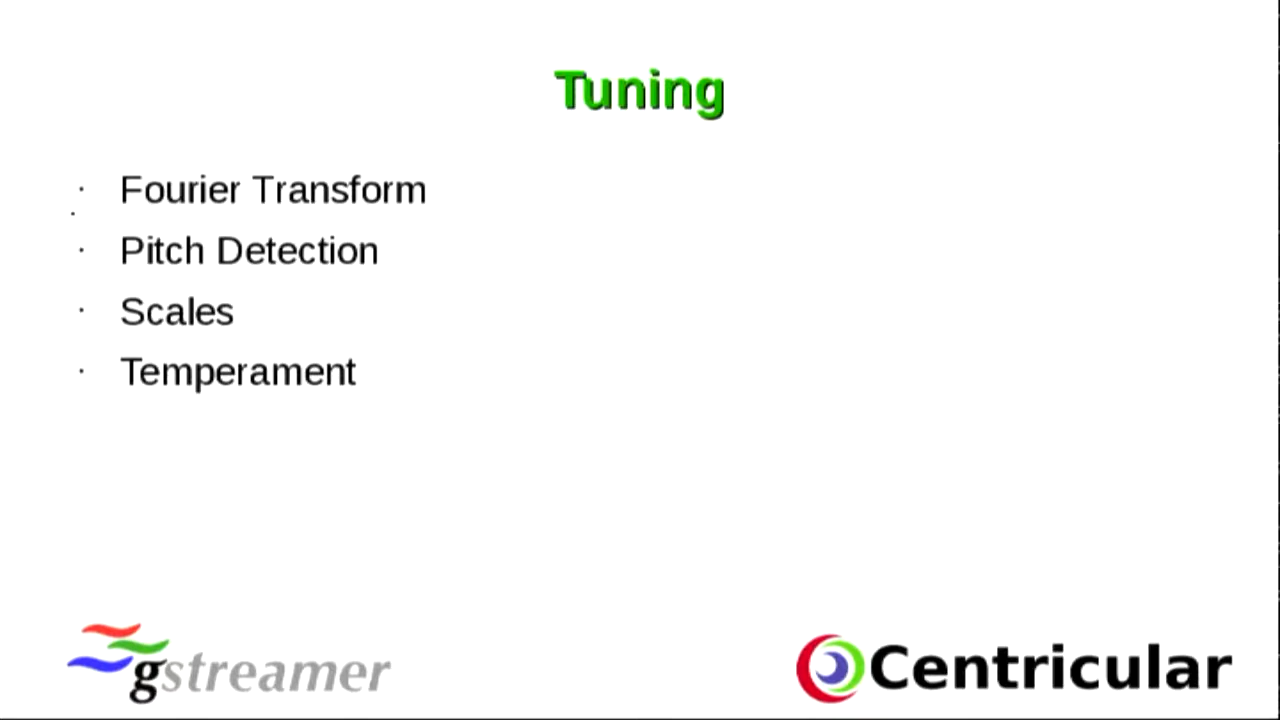 Tuning
· Fourier Transform
·
· Pitch Detection
· Scales
· Temperament
gstreamer
Centricular